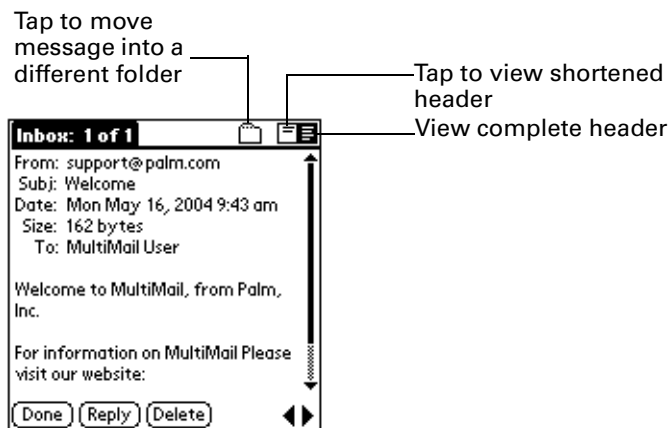 Tap to move
message into a
different folder
Tap to view shortened
header
View complete header
Inbox: 1 of 1
From: support@palm.com
Subj: Welcome
Date: Mon May 16, 2004 9:43 am
Size: 162 bytes
To: MultiMail User
Welcome to MultiMail, from Palm,
Inc.
For information on MultiMail Please
visit our website:
Done Reply Delete